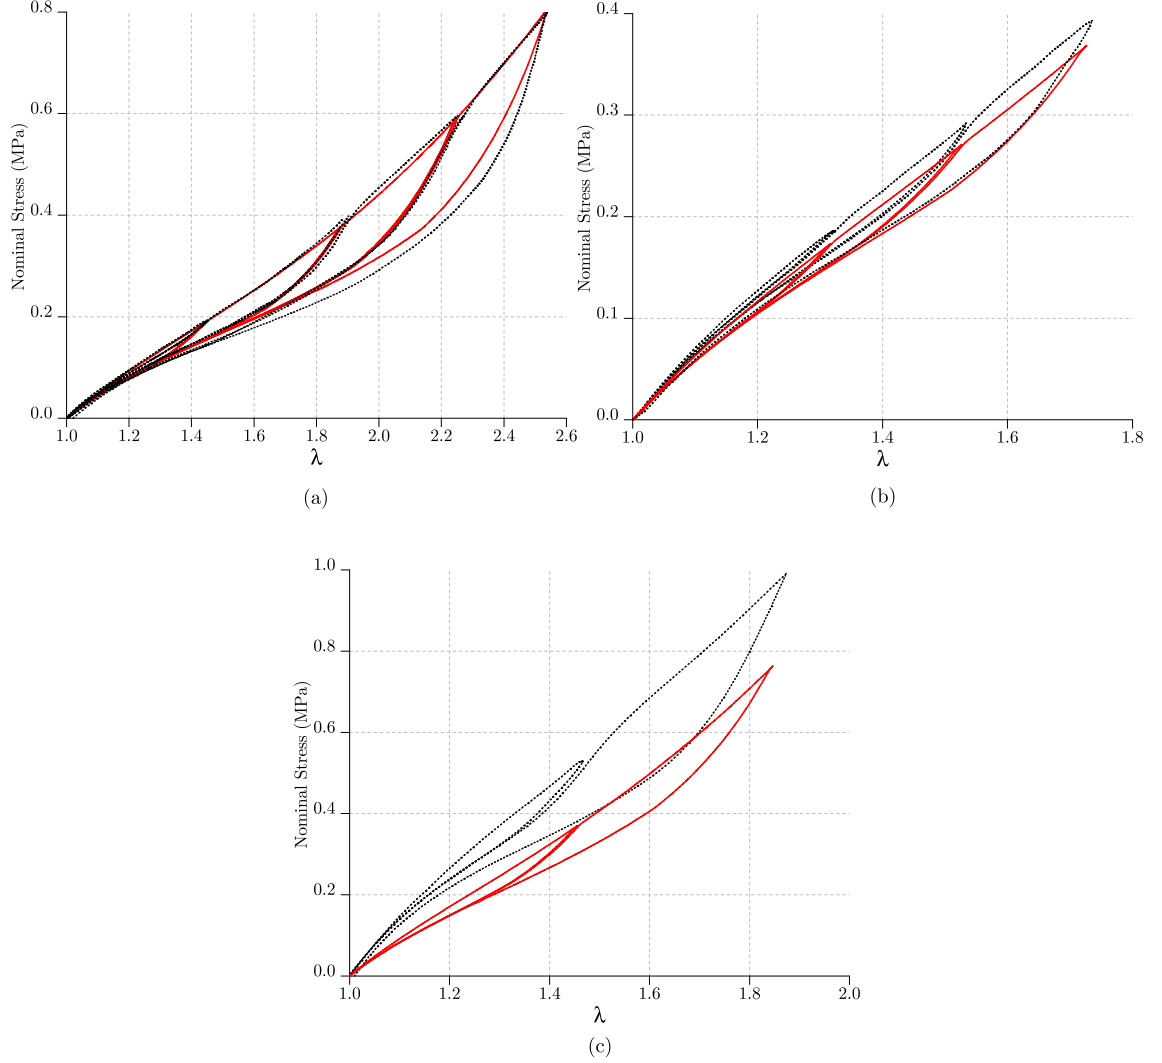 0.8
0.6
0.4
0.2
0.0
Nominal Stress (MPa)
1.0 1.2 1.4 1.6 1.8 2.0 2.2 2.4 2.6
λ
(a)
0.4
0.3
0.2
0.1
0.0
Nominal Stress (MPa)
1.0 1.2 1.4 1.6 1.8
λ
(b)
1.0
0.8
0.6
0.4
0.2
0.0
Nominal Stress (MPa)
1.0 1.2 1.4 1.6 1.8 2.0
λ
(c)